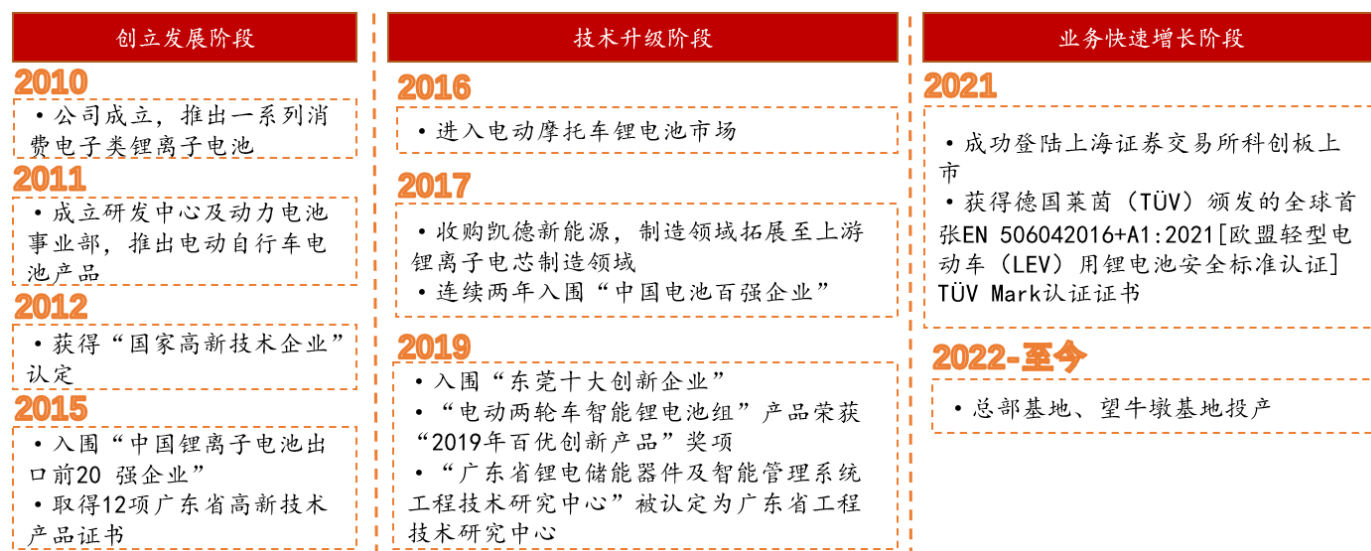 创立发展阶段
2010
•公司成立，推出一系列消
费电子类锂离子电池
2011
•成立研发中心及动力电池
事业部，推出电动自行车电
池产品
2012
•获得“国家高新技术企业”
认定
2015
•入围“中国锂离子电池出
口前20 强企业”
•取得12项广东省高新技术
产品证书
技术升级阶段
2016
•进入电动摩托车锂电池市场
2017
•收购凯德新能源，制造领域拓展至上游
锂离子电芯制造领域
•连续两年入围“中国电池百强企业”
2019
•入围“东莞十大创新企业”
•“电动两轮车智能锂电池组”产品荣获
“2019年百优创新产品”奖项
•“广东省锂电储能器件及智能管理系统
工程技术研究中心”被认定为广东省工程
技术研究中心
业务快速增长阶段
2021
•成功登陆上海证券交易所科创板上
市
•获得德国莱茵（TÜV）颁发的全球首
张EN 506042016+A1:2021[欧盟轻型电
动车（LEV）用锂电池安全标准认证]
TÜV Mark认证证书
2022-至今
•总部基地、望牛墩基地投产